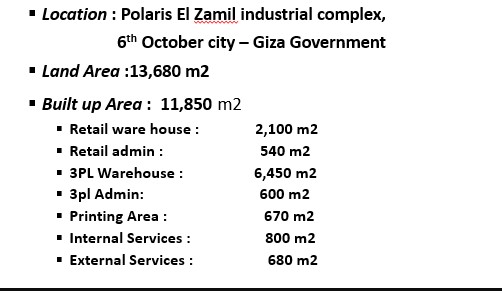 ▪ Location : Polaris El Zamil industrial complex,
6th October city – Giza Government
▪ Land Area :13,680 m2
▪ Built up Area : 11,850 m2
▪ Retail ware house : 2,100 m2
▪ Retail admin : 540 m2
▪ 3PL Warehouse : 6,450 m2
▪ 3pl Admin: 600 m2
▪ Printing Area : 670 m2
▪ Internal Services : 800 m2
▪ External Services : 680 m2